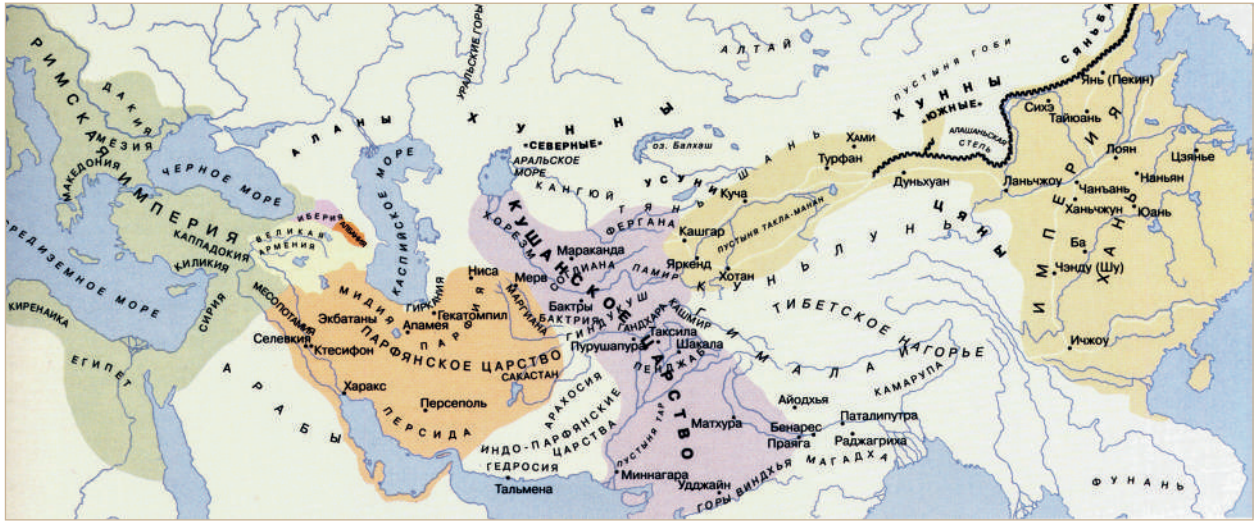 РИМСКАЯ ИМПЕРИЯ
ДАКИЯ
МЕЗИЯ
МАКЕДОНИЯ
ЧЕРНОЕ МОРЕ
КАППАДОКИЯ
КИЛИКИЯ
СРЕДИЗЕМНОЕ МОРЕ
КИРЕНАИКА
ЕГИПЕТ
СИРИЯ
АРАБЫ
АЛАНЫ
ИБЕРИЯ
АЛБАНИЯ
ВЕЛИКАЯ
АРМЕНИЯ
КАСПИЙСКОЕ МОРЕ
УРАЛЬСКИЕ ГОРЫ
МЕСОПОТАМИЯ
Селевкия
Ктесифон
МИДИЯ
Экбатаны
Апамея
ГИРКАНИЯ
Гекатомпил
ПАРФИЯ
Ниса
Мерв
МАРГИАНА
ПАРФЯНСКОЕ ЦАРСТВО
САКАСТАН
Харакс
Персеполь
ПЕРСИДА
ХУННЫ
"СЕВЕРНЫЕ"
АРАЛЬСКОЕ
МОРЕ
оз. Балхаш
КАНГЮЙ
УСУНИ
ТЯНЬ ШАНЬ
ХОРЕЗМ
ФЕРГАНА
КУШАНСКОЕ ЦАРСТВО
Мараканда
СОГДИАНА
ПАМИР
Бактры
БАКТРИЯ
ГИНДУКУШ
ГАНДХАРА
КАШМИР
Таксила
Пурушапура
Шакала
ПЕНДЖАБ
АРАХОСИЯ
ИНДО-ПАРФЯНСКИЕ
ЦАРСТВА
ГЕДРОСИЯ
Тальмена
ПУСТЫНЯ ТАР
Миннагара
Матхура
Удджайн
ГОРЫ ВИНДХЬЯ
Айодхья
Бенарес
Праяга
Паталипутра
Раджагриха
МАГАДХА
КАМАРУПА
ГИМАЛАИ
ТИБЕТСКОЕ НАГОРЬЕ
КУНЬЛУНЬ
ЦЯНЫ
АЛТАЙ
ПУСТЫНЯ ГОБИ
ХУННЫ
"ЮЖНЫЕ"
СЯНЬБИ
АЛАШАНЬСКАЯ
СТЕПЬ
Хами
Турфан
Куча
Кашгар
Яркенд
Хотан
ПУСТЫНЯ ТАКЛА-МАКАН
Дуньхуан
Ланьчжоу
Янь (Пекин)
Сихэ
Тайюань
Лоян
Цзянье
Чанъань
Наньян
Ханьчжун
Юань
Ба
Чэнду (Шу)
Ичжоу
ИМПЕРИЯ
ХАНЬ
ФУНАНЬ